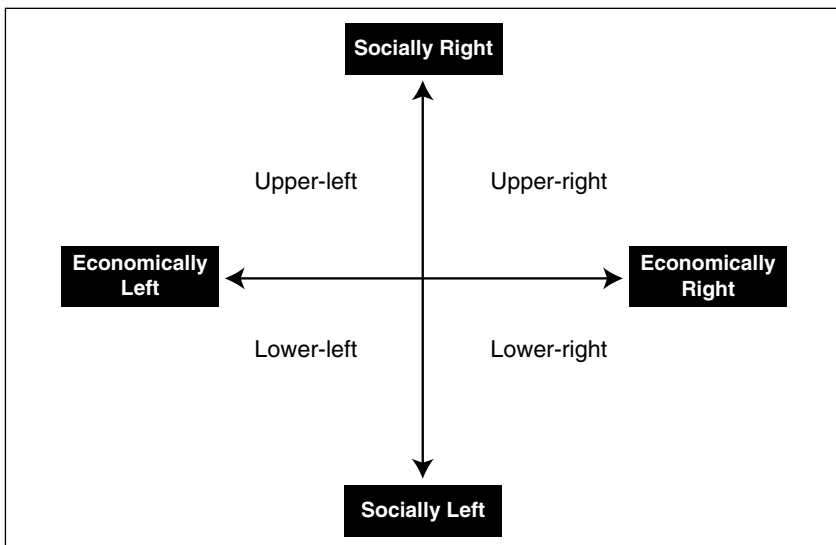 Socially Right
Upper-left
Upper-right
Economically
Left
Economically
Right
Lower-left
Lower-right
Socially Left